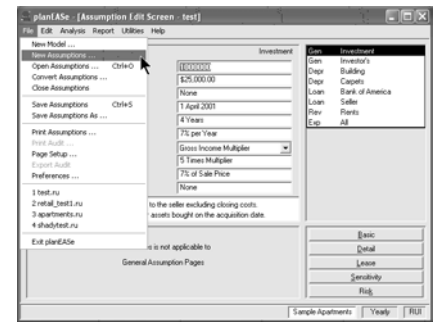 planEASe - [Assumption Edit Screen - test]
File Edit Analysis Report Utilities Help
New Model ...
New Assumptions ...
Open Assumptions ... Ctrl+O
Convert Assumptions ...
Close Assumptions
Save Assumptions Ctrl+S
Save Assumptions As ...
Print Assumptions ...
Print Audit ...
Page Setup ...
Export Audit
Preferences ...
1 test.ru
2 retail_test1.ru
3 apartments.ru
4 shadytest.ru
Exit planEASe
Investment
$25,000.00
None
1 April 2001
4 Years
7% per Year
Gross Income Multiplier
5 Times Multiplier
7% of Sale Price
None
to the seller excluding closing costs.
assets bought on the acquisition date.
is not applicable to
General Assumption Pages
Gen Investment
Gen Investor's
Depr Building
Depr Carpets
Loan Bank of America
Loan Seller
Rev Rents
Exp All
Basic
Detail
Lease
Sensitivity
Risk
Sample Apartments Yearly RUI